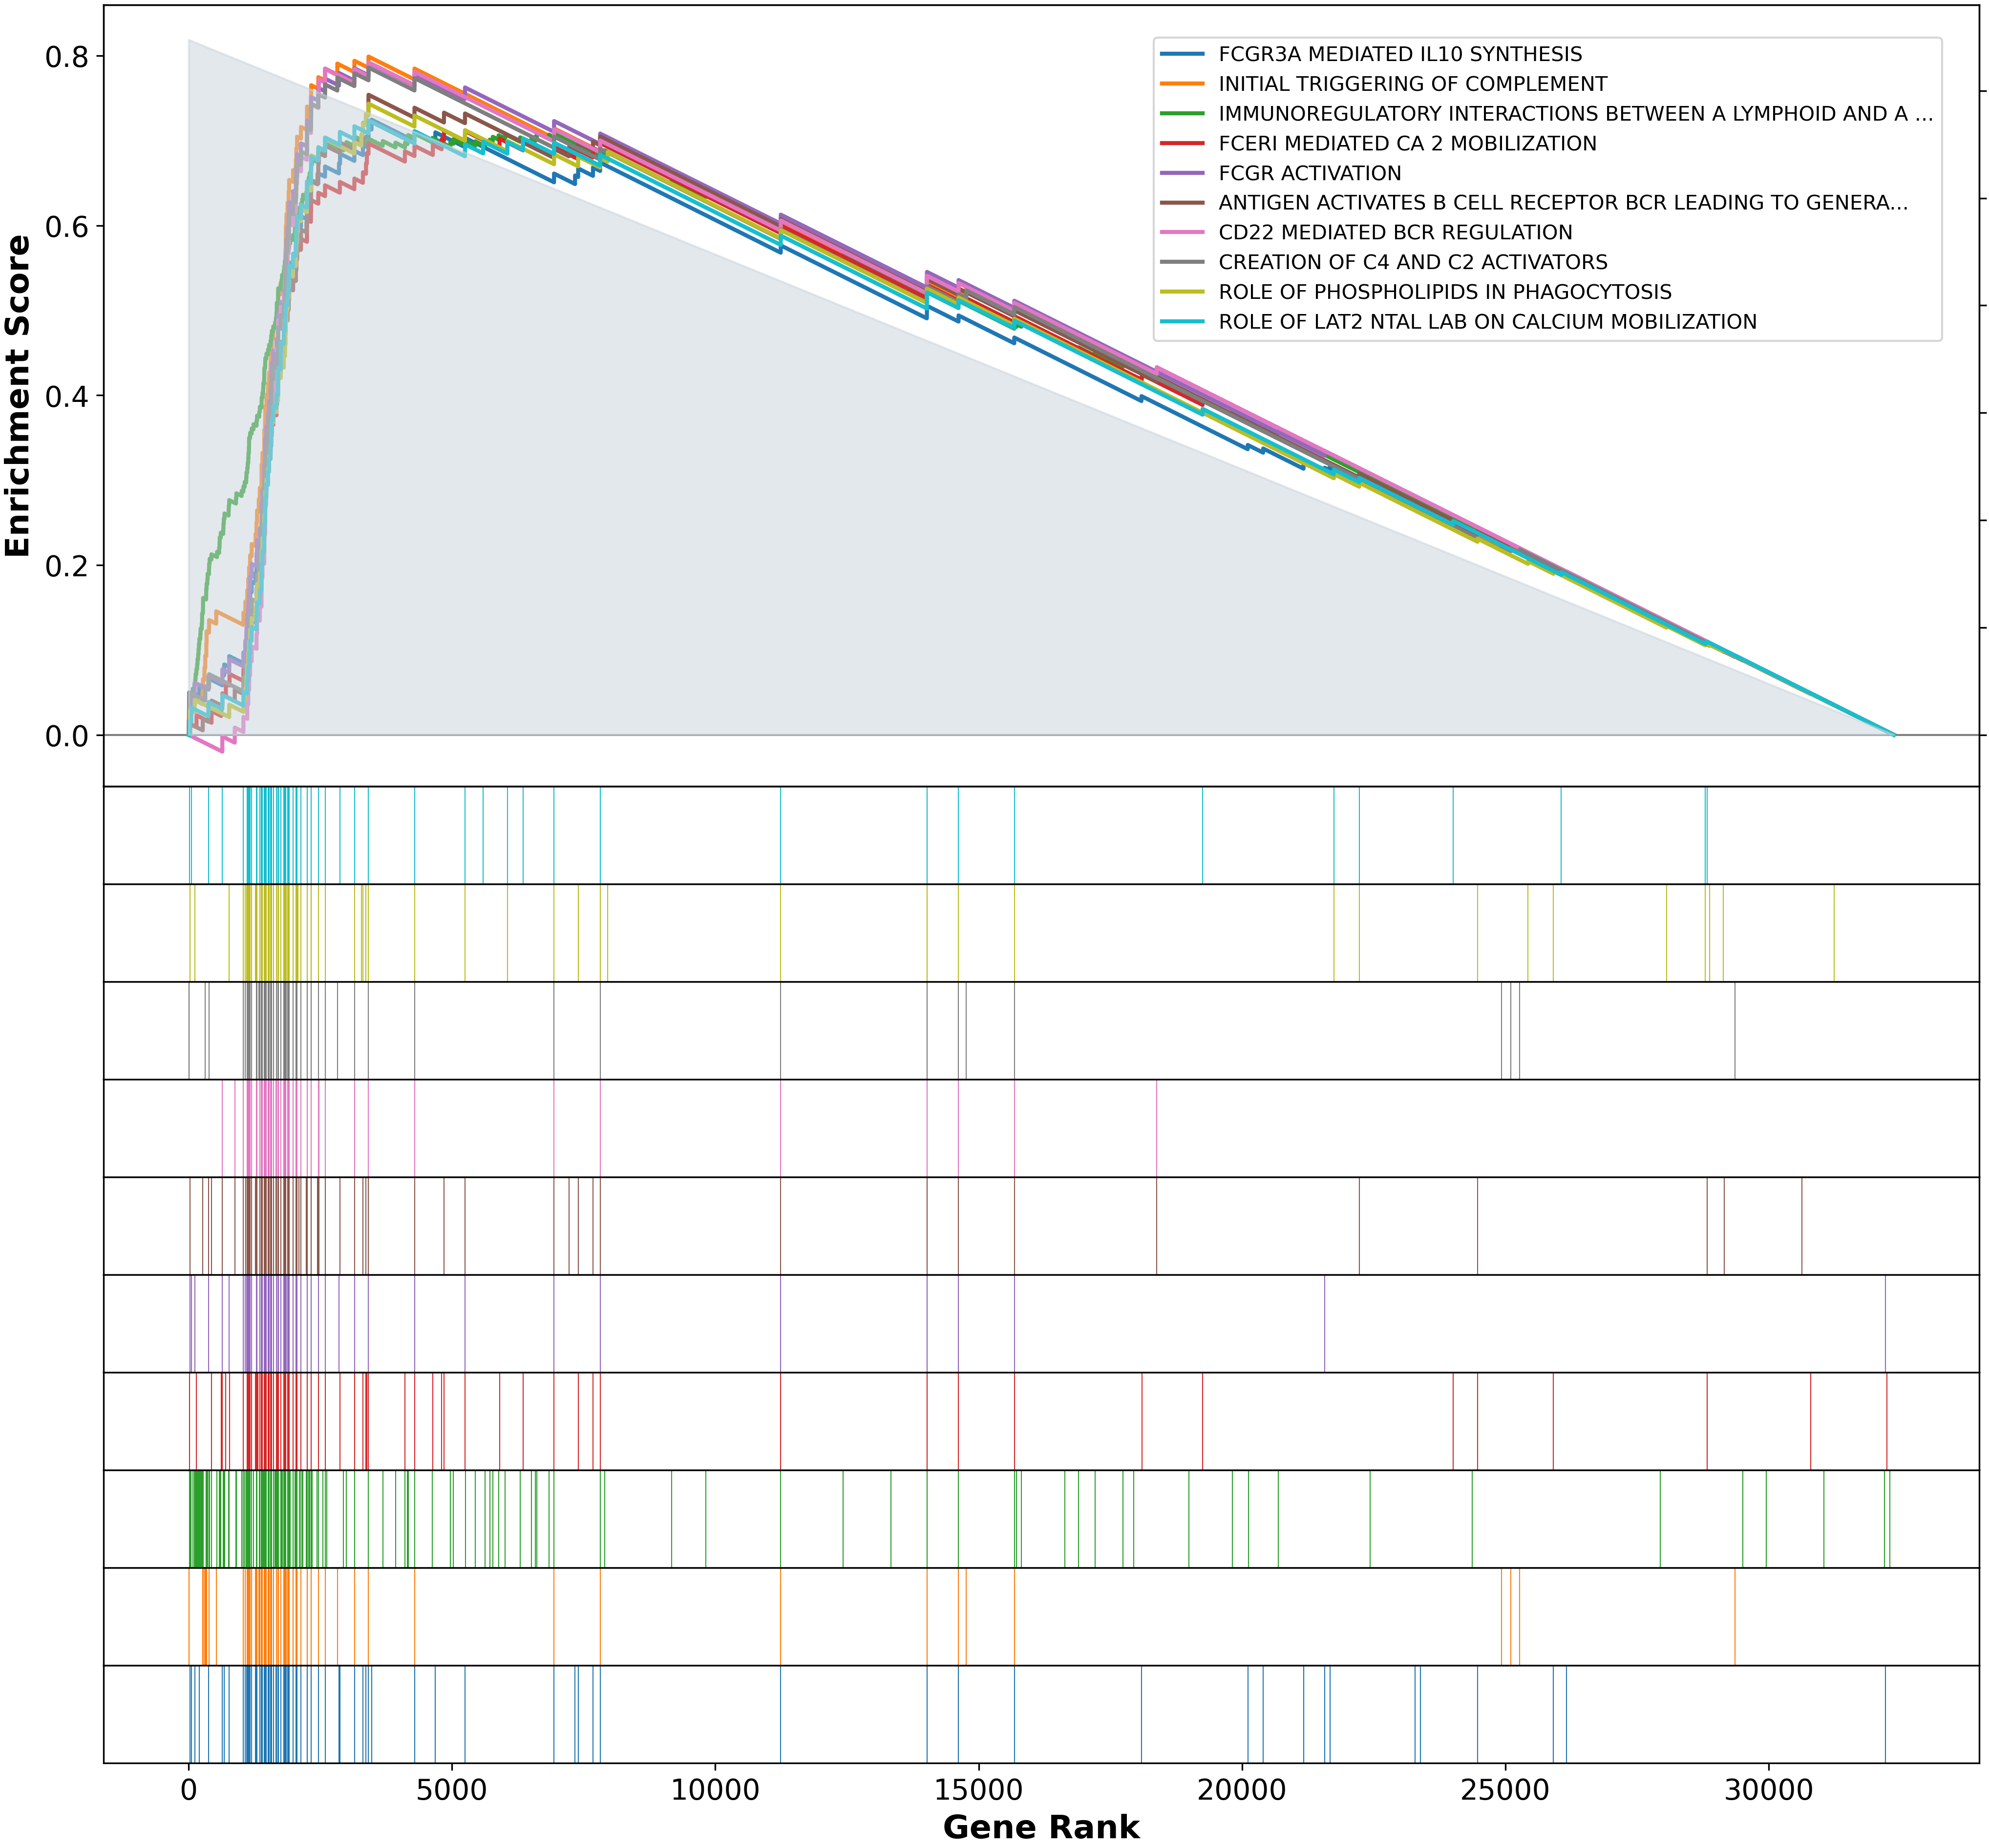 0.8
0.6
0.4
0.2
0.0
Enrichment Score
FCGR3A MEDIATED IL10 SYNTHESIS
INITIAL TRIGGERING OF COMPLEMENT
IMMUNOREGULATORY INTERACTIONS BETWEEN A LYMPHOID AND A ...
FCERI MEDIATED CA 2 MOBILIZATION
FCGR ACTIVATION
ANTIGEN ACTIVATES B CELL RECEPTOR BCR LEADING TO GENERA...
CD22 MEDIATED BCR REGULATION
CREATION OF C4 AND C2 ACTIVATORS
ROLE OF PHOSPHOLIPIDS IN PHAGOCYTOSIS
ROLE OF LAT2 NTAL LAB ON CALCIUM MOBILIZATION
0 5000 10000 15000 20000 25000 30000
Gene Rank